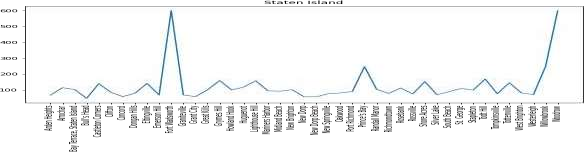 Staten Island
600
500
400
300
200
100
Arden Heights
Arrochar
Bay Terrace, Staten Island
Bull's Head
Castleton Corners
Clifton
Concord
Dongan Hills
Eltingville
Emerson Hill
Fort Wadsworth
Graniteville
Grant City
Great Kills
Grymes Hill
Howland Hook
Huguenot
Lighthouse Hill
Mariners Harbor
Midland Beach
New Brighton
New Dorp
New Dorp Beach
New Springville
Oakwood
Port Richmond
Prince's Bay
Randall Manor
Richmondtown
Rosebank
Rossville
Shore Acres
Silver Lake
South Beach
St. George
Stapleton
Todt Hill
Tompkinsville
Tottenville
West Brighton
Westerleigh
Willowbrook
Woodrow